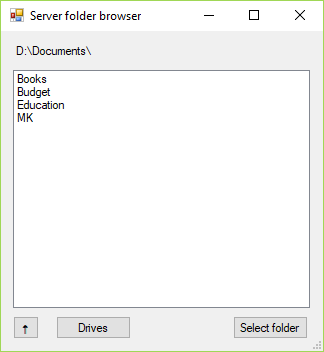 Server folder browser
D:\Documents\
Books
Budget
Education
MK
↑
Drives
Select folder